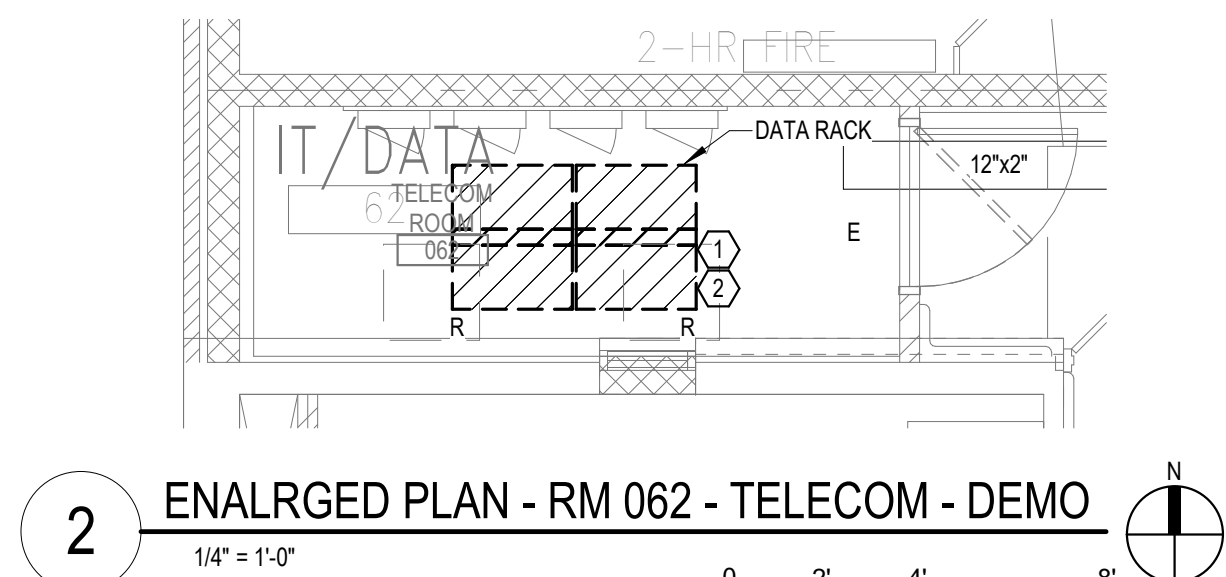 2-HR FIRE
IT/DATA
DATA RACK
12"x2"
62
TELECOM
ROOM
062
E
1
2
R
R
N
2
ENALRGED PLAN - RM 062 - TELECOM - DEMO
1/4" = 1'-0"
0 2' 4' 8'